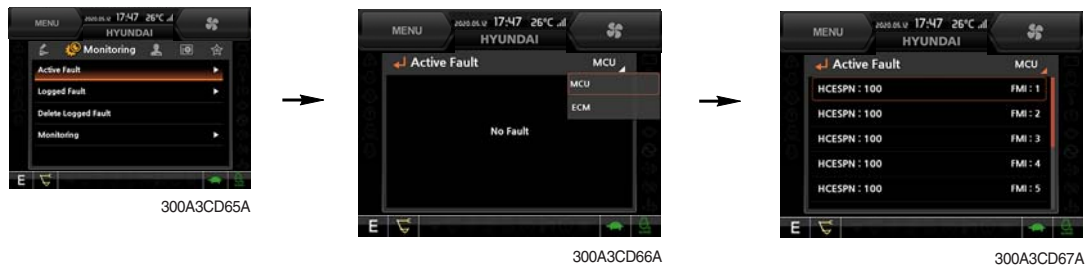 MENU 2020.05.12 17:47 26°C
HYUNDAI
Monitoring
Active Fault
Logged Fault
Delete Logged Fault
Monitoring
E
300A3CD65A
MENU 2020.05.12 17:47 26°C
HYUNDAI
Active Fault MCU
MCU
ECM
No Fault
E
300A3CD66A
MENU 2020.05.12 17:47 26°C
HYUNDAI
Active Fault MCU
HCESPN : 100 FMI : 1
HCESPN : 100 FMI : 2
HCESPN : 100 FMI : 3
HCESPN : 100 FMI : 4
HCESPN : 100 FMI : 5
E
300A3CD67A